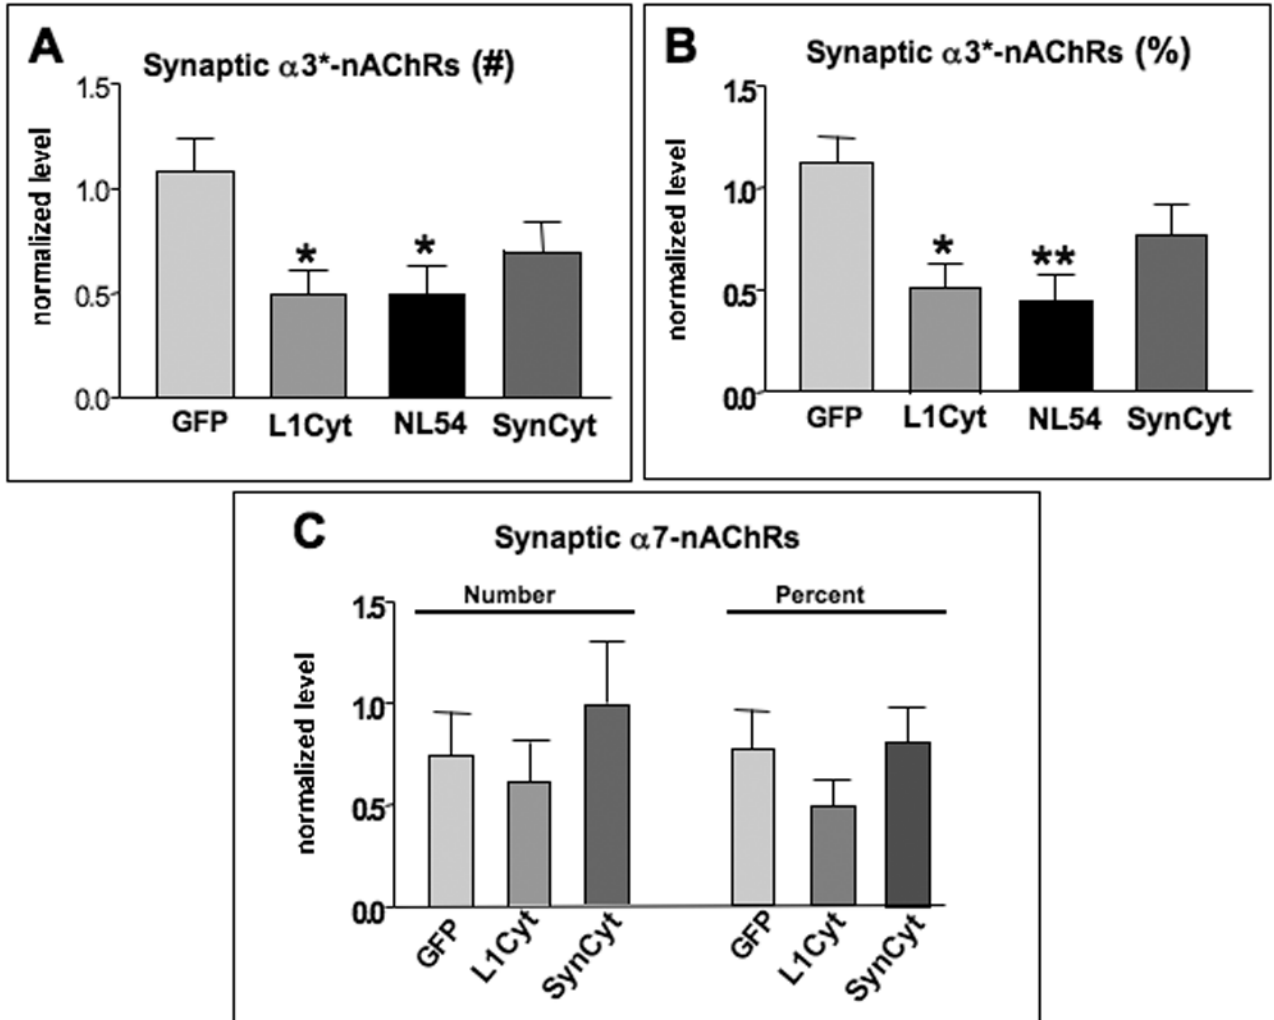 A
Synaptic α3*-nAChRs (#)
normalized level
1.5
1.0
0.5
0.0
*
*
GFP
L1Cyt
NL54
SynCyt
B
Synaptic α3*-nAChRs (%)
normalized level
1.5
1.0
0.5
0.0
*
**
GFP
L1Cyt
NL54
SynCyt
C
Synaptic α7-nAChRs
Number
Percent
normalized level
1.5
1.0
0.5
0.0
GFP
L1Cyt
SynCyt
GFP
L1Cyt
SynCyt